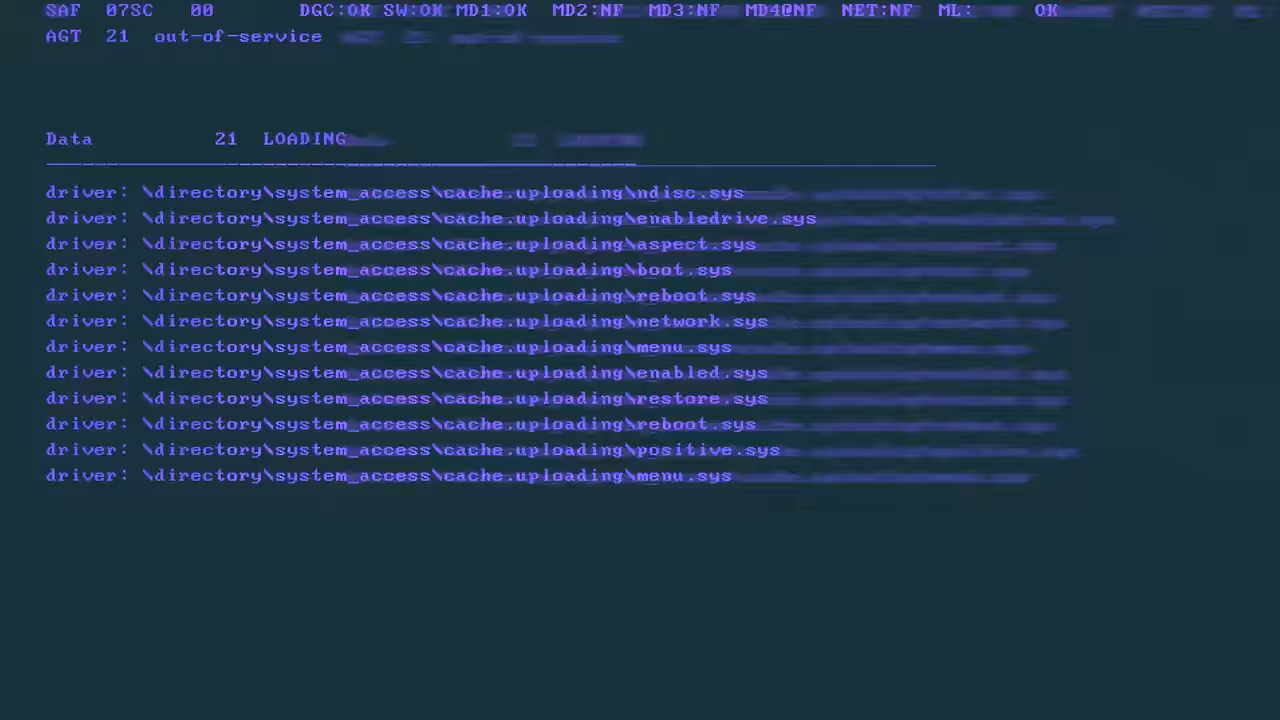 SAF 07SC 00 DGC:OK SW:OK MD1:OK MD2:NF MD3:NF MD4@NF NET:NF ML: OK
AGT 21 out-of-service
Data 21 LOADING
driver: \directory\system_access\cache.uploading\ndisc.sys
driver: \directory\system_access\cache.uploading\enabledrive.sys
driver: \directory\system_access\cache.uploading\aspect.sys
driver: \directory\system_access\cache.uploading\boot.sys
driver: \directory\system_access\cache.uploading\reboot.sys
driver: \directory\system_access\cache.uploading\network.sys
driver: \directory\system_access\cache.uploading\menu.sys
driver: \directory\system_access\cache.uploading\enabled.sys
driver: \directory\system_access\cache.uploading\restore.sys
driver: \directory\system_access\cache.uploading\reboot.sys
driver: \directory\system_access\cache.uploading\positive.sys
driver: \directory\system_access\cache.uploading\menu.sys